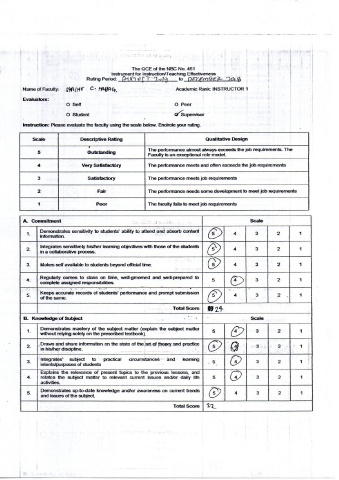 The QCE of the NBC No. 461
Instrument for Instruction/Teaching Effectiveness
Rating Period: to DECEMBER 2018
Name of Faculty: Academic Rank: INSTRUCTOR 1
Evaluators:
O Self O Peer
O Student Supervisor
Instruction: Please evaluate the faculty using the scale below. Encircle your rating.
Scale Descriptive Rating Qualitative Design
5 Outstanding The performance almost always exceeds the job requirements. The Faculty is an exceptional role model.
4 Very Satisfactory The performance meets and often exceeds the job requirements
3 Satisfactory The performance meets job requirements
2 Fair The performance needs some development to meet job requirements
1 Poor The faculty fails to meet job requirements
A. Commitment Scale
1. Demonstrates sensitivity to students' ability to attend and absorb content information. 5 4 3 2 1
2. Integrates sensitively his/her learning objectives with those of the students in a collaborative process. 5 4 3 2 1
3. Makes self available to students beyond official time. 5 4 3 2 1
4. Regularly comes to class on time, well-groomed and well-prepared to complete assigned responsibilities. 5 4 3 2 1
5. Keeps accurate records of students' performance and prompt submission of the same. 5 4 3 2 1
Total Score 24
B. Knowledge of Subject Scale
1. Demonstrates mastery of the subject matter (explain the subject matter without relying solely on the prescribed textbook). 5 4 3 2 1
2. Draws and share information on the state of the art of theory and practice in his/her discipline. 5 3 2 1
3. Integrates subject to practical circumstances and learning intents/purposes of students 5 4 3 2 1
4. Explains the relevance of present topics to the previous lessons, and relates the subject matter to relevant current issues and/or daily life activities. 5 4 3 2 1
5. Demonstrates up-to-date knowledge and/or awareness on current trends and issues of the subject. 5 4 3 2 1
Total Score 22